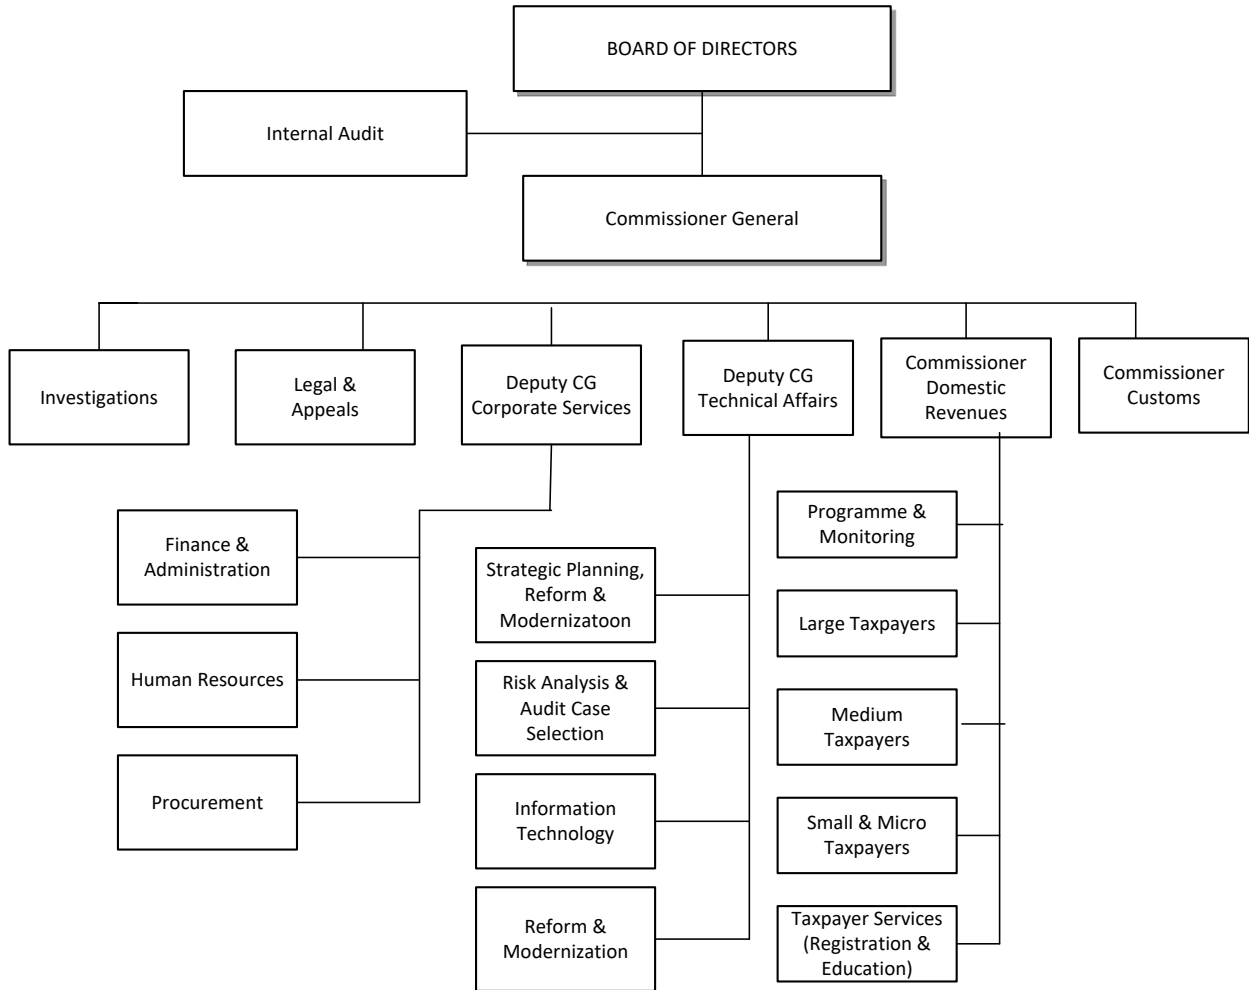 BOARD OF DIRECTORS
Internal Audit
Commissioner General
Investigations
Legal &
Appeals
Deputy CG
Corporate Services
Deputy CG
Technical Affairs
Commissioner
Domestic
Revenues
Commissioner
Customs
Finance &
Administration
Human Resources
Procurement
Strategic Planning,
Reform &
Modernizatoon
Risk Analysis &
Audit Case
Selection
Information
Technology
Reform &
Modernization
Programme &
Monitoring
Large Taxpayers
Medium
Taxpayers
Small & Micro
Taxpayers
Taxpayer Services
(Registration &
Education)